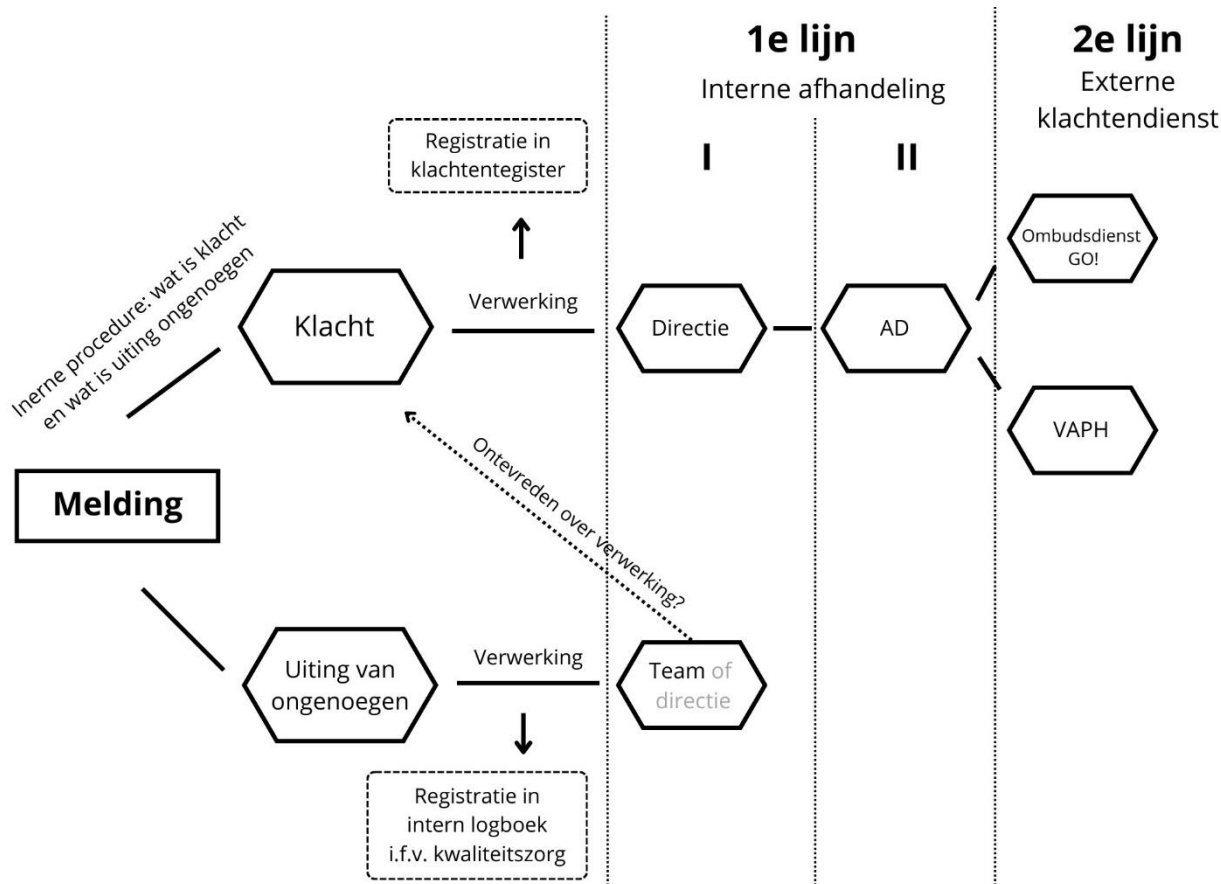 1e lijn
Interne afhandeling
I
II
2e lijn
Externe
klachtendienst
Registratie in
klachtentegister
Inerne procedure: wat is klacht
en wat is uiting ongenoegen
Klacht
Verwerking
Directie
AD
Ombudsdienst
GO!
VAPH
Ontevreden over verwerking?
Melding
Uiting van
ongenoegen
Verwerking
Team of
directie
Registratie in
intern logboek
i.f.v. kwaliteitszorg